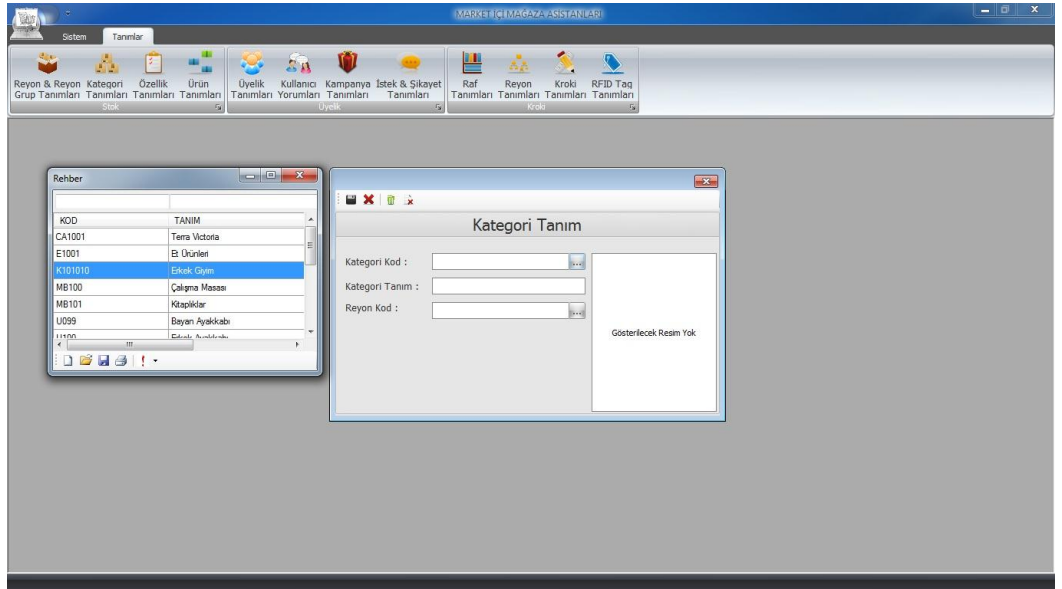 MARKET İÇİ MAĞAZA ASİSTANLARI
Sistem Tanımlar
Reyon & Reyon Grup Tanımları
Kategori Tanımları
Özellik Tanımları
Ürün Tanımları
Stok
Üyelik Tanımları
Kullanıcı Yorumları
Kampanya Tanımları
İstek & Şikayet Tanımları
Üyelik
Raf Tanımları
Reyon Tanımları
Kroki Tanımları
RFID Tag Tanımları
Kroki
Rehber
KOD TANIM
CA1001 Terra Victoria
E1001 Et Ürünleri
K101010 Erkek Giyim
MB100 Çalışma Masası
MB101 Kitaplıklar
U099 Bayan Ayakkabı
U100 Erkek Ayakkabı
Kategori Tanım
Kategori Kod :
Kategori Tanım :
Reyon Kod :
Gösterilecek Resim Yok